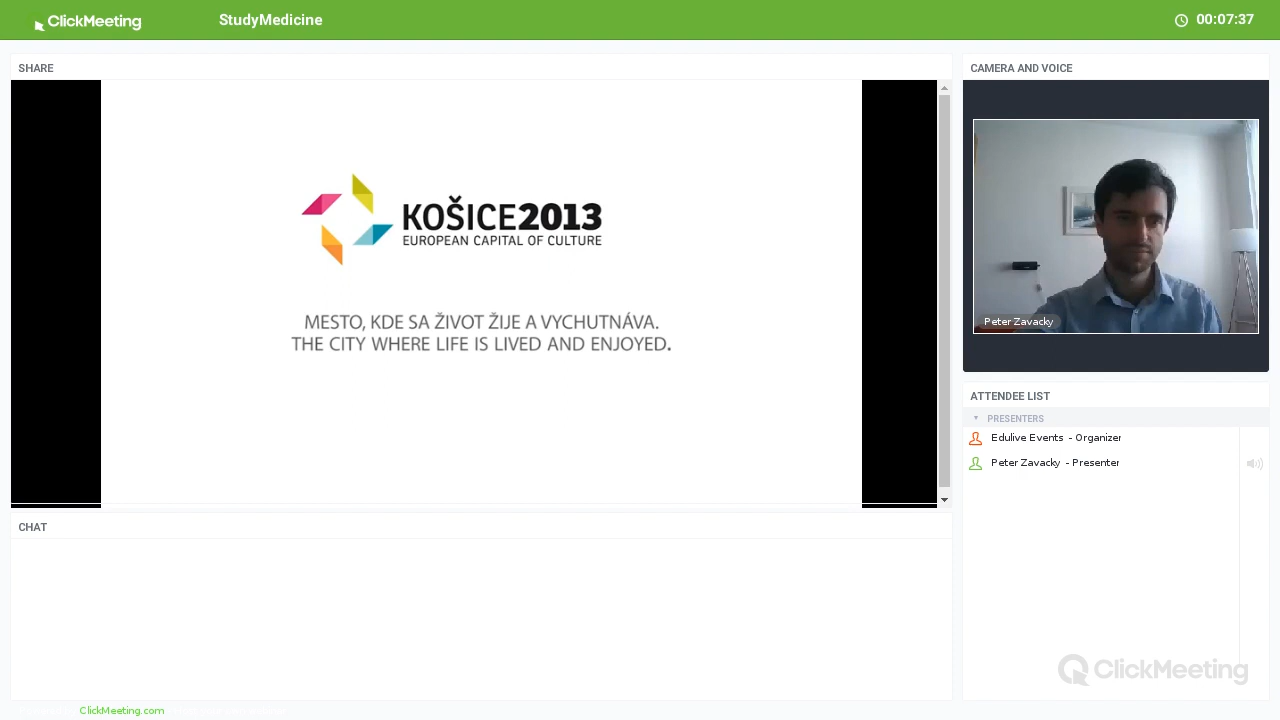 ClickMeeting
StudyMedicine
00:07:37
SHARE
KOŠICE2013
EUROPEAN CAPITAL OF CULTURE
MESTO, KDE SA ŽIVOT ŽIJE A VYCHUTNÁVA.
THE CITY WHERE LIFE IS LIVED AND ENJOYED.
CAMERA AND VOICE
Peter Zavacky
ATTENDEE LIST
PRESENTERS
Edulive Events - Organizer
Peter Zavacky - Presenter
CHAT
ClickMeeting
ClickMeeting.com